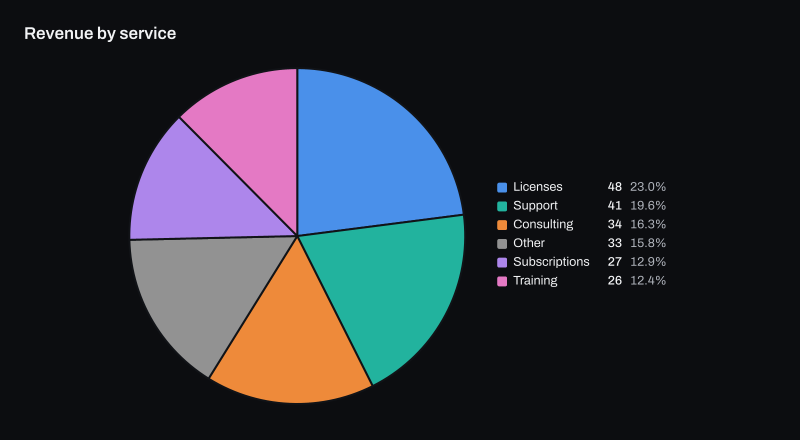 Revenue by service
Licenses 48 23.0%
Support 41 19.6%
Consulting 34 16.3%
Other 33 15.8%
Subscriptions 27 12.9%
Training 26 12.4%